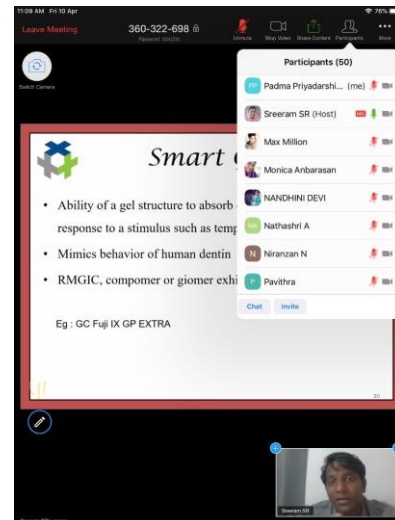 11:09 AM Fri 10 Apr
76%
Leave Meeting
360-322-698
Unmute
Stop Video
Share Content
Participants
More
Switch Camera
Participants (50)
PP Padma Priyadarshi... (me)
Sreeram SR (Host)
Max Million
Monica Anbarasan
NANDHINI DEVI
NA Nathashri A
N Niranzan N
P Pavithra
Chat Invite
Smart
• Ability of a gel structure to absorb
response to a stimulus such as temp
• Mimics behavior of human dentin
• RMGIC, compomer or giomer exhi
Eg : GC Fuji IX GP EXTRA
30
Sreeram SR